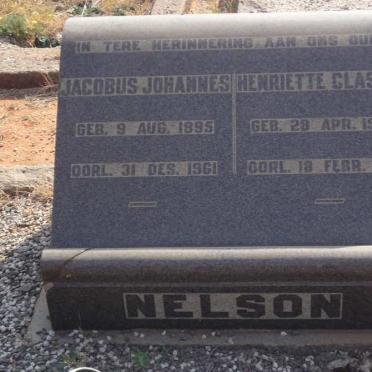 IN TERE HERINNERING AAN ONS
JACOBUS JOHANNES HENRIETTE
GEB. 9 AUG. 1895 GEB. 28 APR.
OORL. 31 DES. 1961 OORL. 18 FEBR.
NELSON